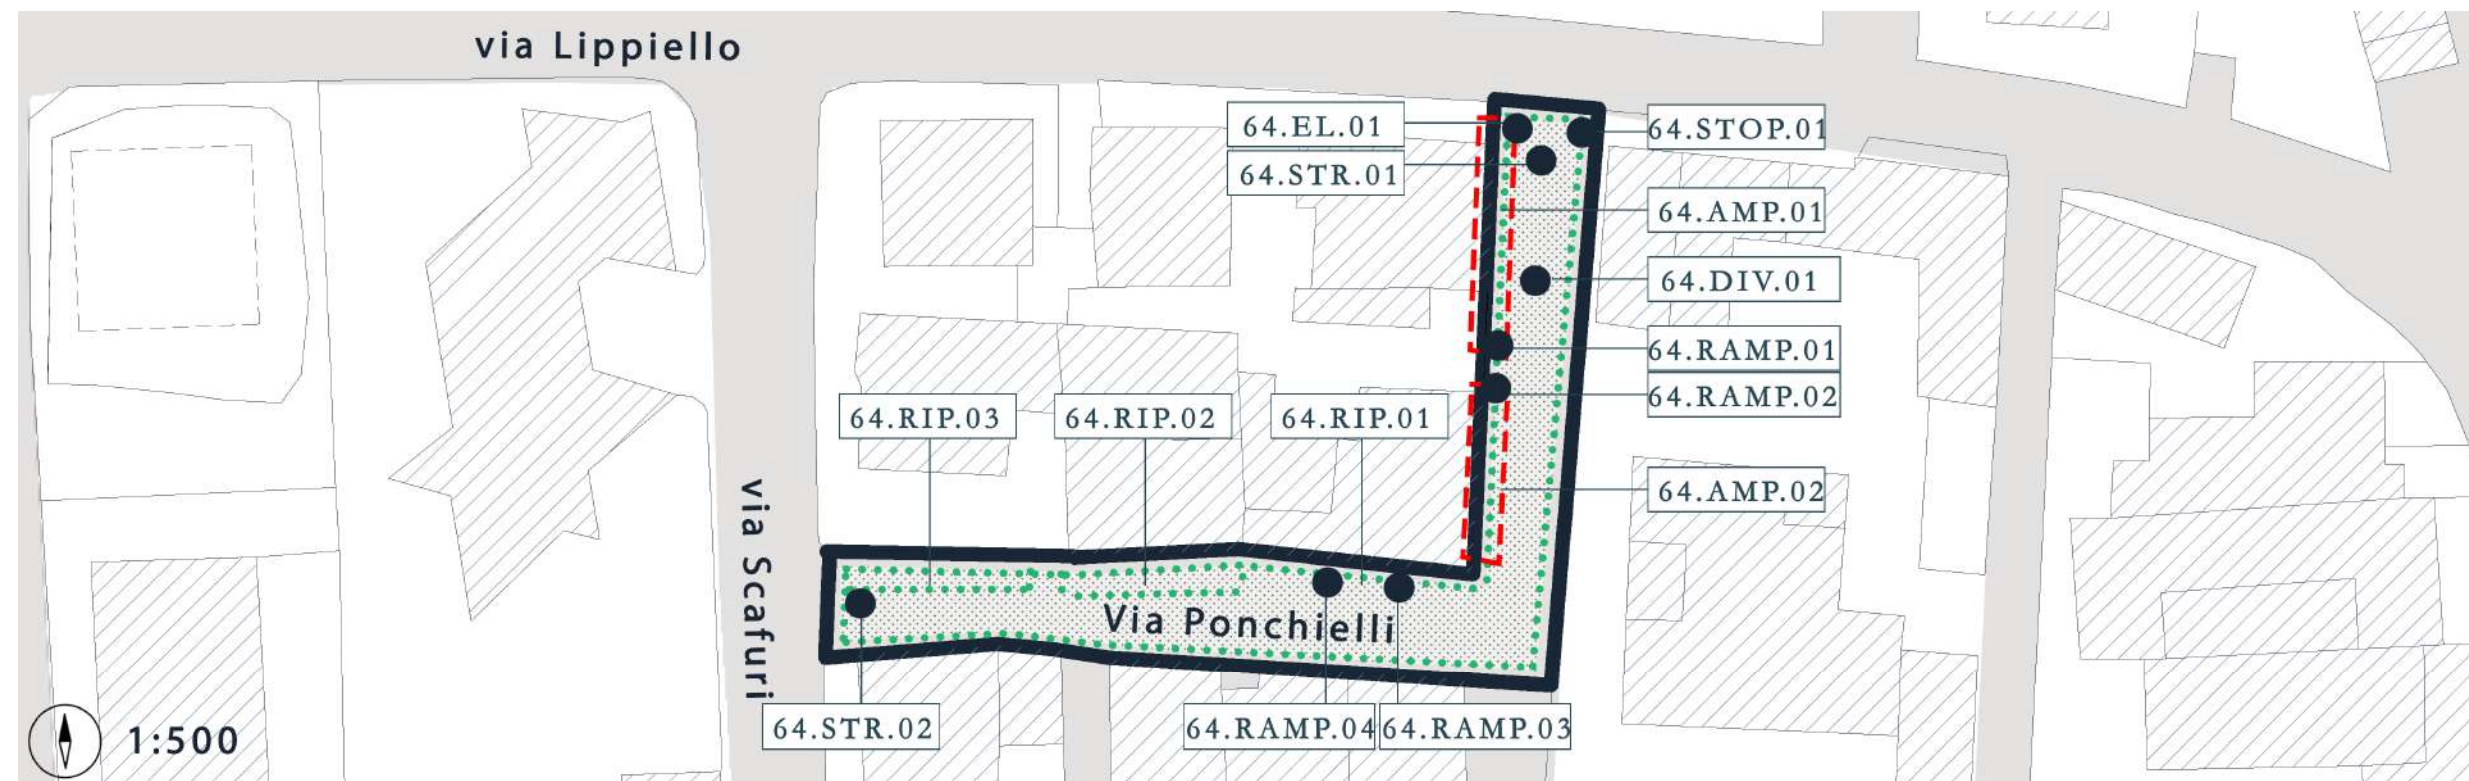 via Lippiello
64.EL.01
64.STOP.01
64.STR.01
64.AMP.01
64.DIV.01
64.RAMP.01
64.RAMP.02
64.RIP.03
64.RIP.02
64.RIP.01
64.AMP.02
via Scafuri
Via Ponchielli
64.STR.02
64.RAMP.04
64.RAMP.03
1:500